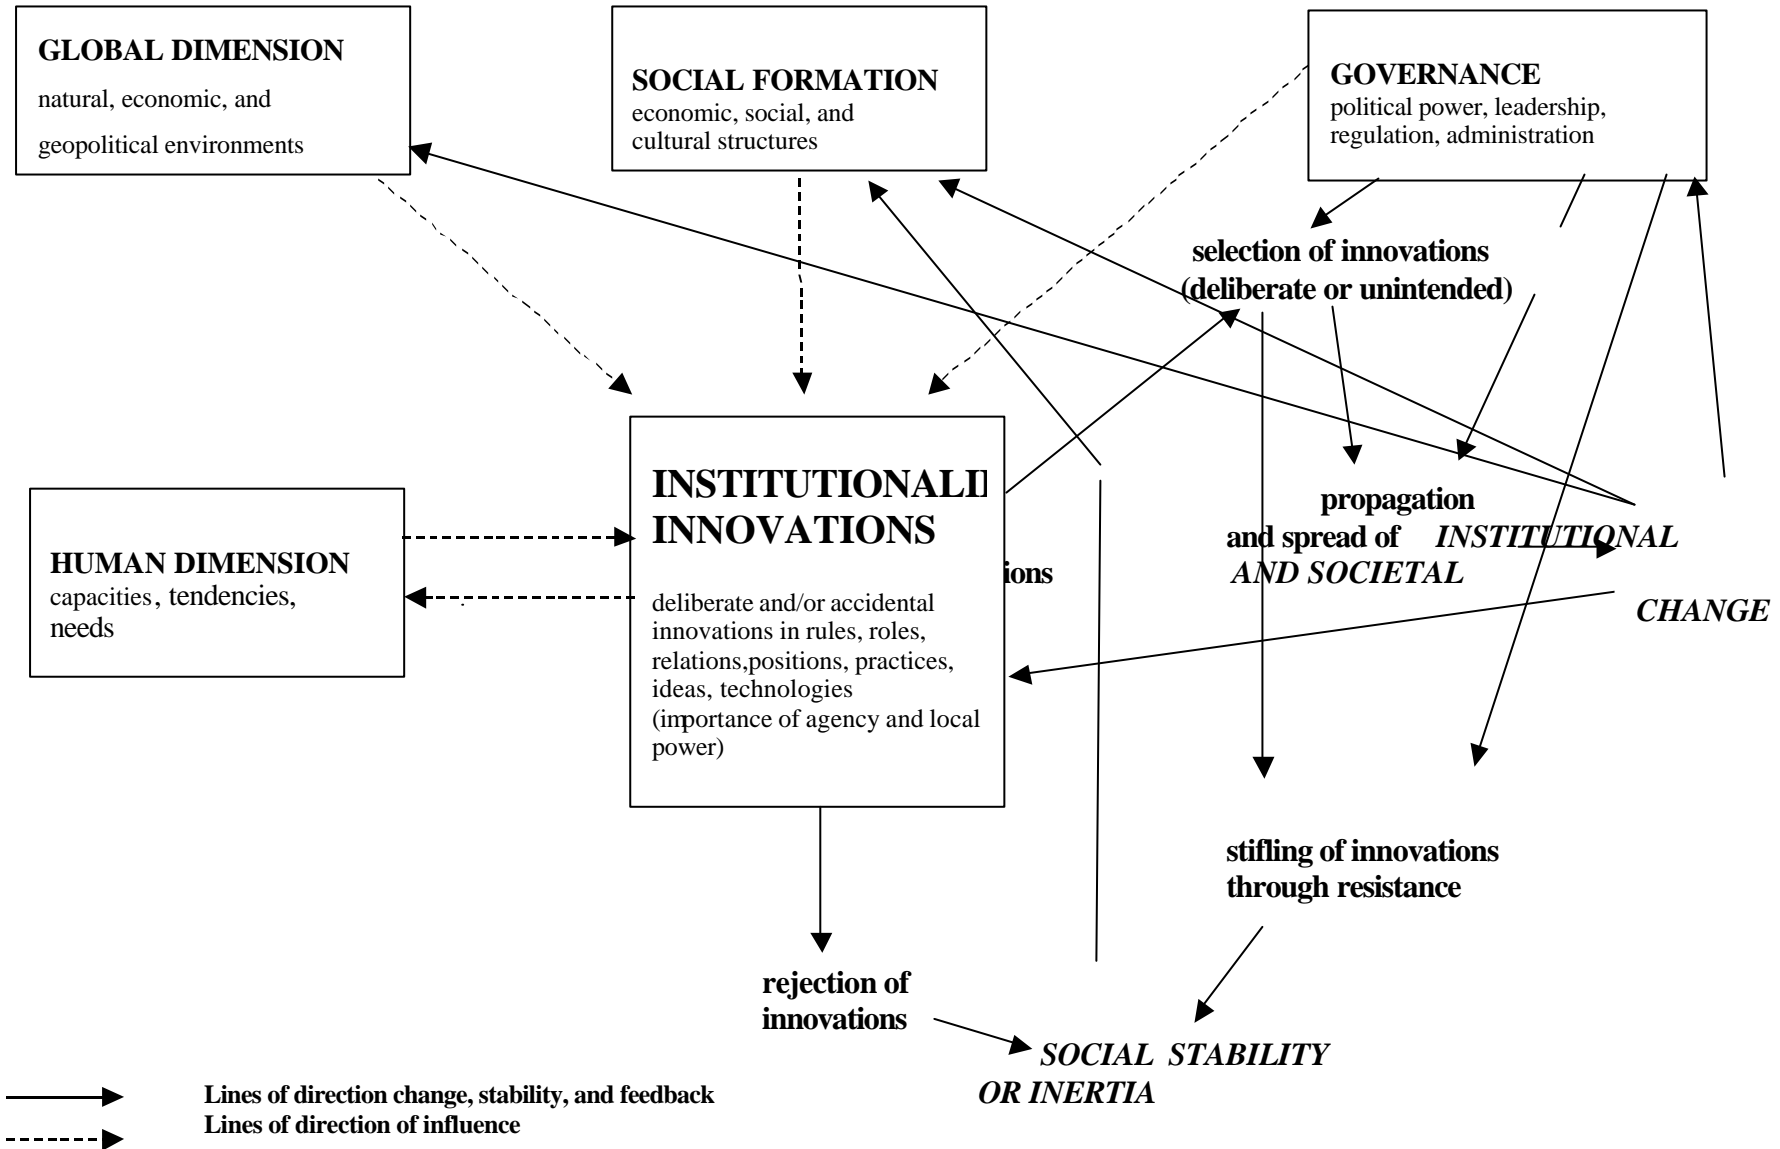 GLOBAL DIMENSION
natural, economic, and
geopolitical environments
SOCIAL FORMATION
economic, social, and
cultural structures
GOVERNANCE
political power, leadership,
regulation, administration
selection of innovations
(deliberate or unintended)
INSTITUTIONALI
INNOVATIONS
ions
deliberate and/or accidental
innovations in rules, roles,
relations,positions, practices,
ideas, technologies
(importance of agency and local
power)
HUMAN DIMENSION
capacities, tendencies,
needs
propagation
and spread of INSTITUTIONAL
AND SOCIETAL
CHANGE
stifling of innovations
through resistance
rejection of
innovations
SOCIAL STABILITY
OR INERTIA
Lines of direction change, stability, and feedback
Lines of direction of influence